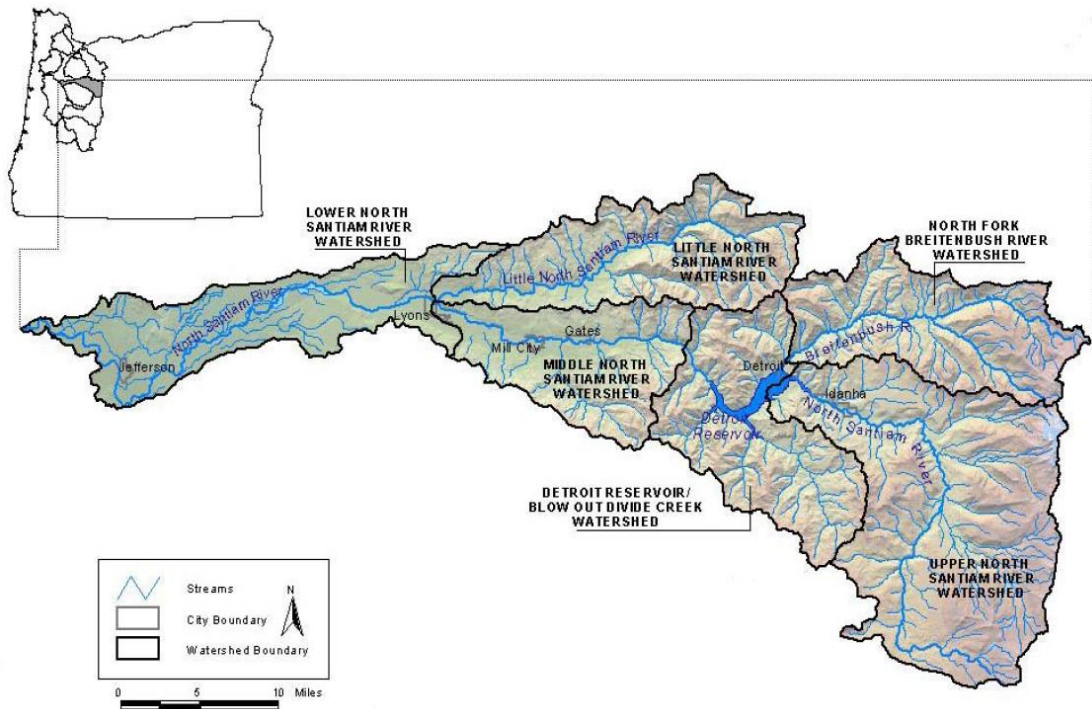 LOWER NORTH
SANTIAM RIVER
WATERSHED
NORTH FORK
BREITENBUSH RIVER
WATERSHED
Little North Santiam River
LITTLE NORTH
SANTIAM RIVER
WATERSHED
North Santiam River
Lyons
Jefferson
Gates
Mill City
MIDDLE NORTH
SANTIAM RIVER
WATERSHED
Breitenbush R.
Detroit
Idanha
North Santiam River
Detroit
Reservoir
DETROIT RESERVOIR/
BLOW OUT DIVIDE CREEK
WATERSHED
UPPER NORTH
SANTIAM RIVER
WATERSHED
Streams
N
City Boundary
Watershed Boundary
0 5 10 Miles